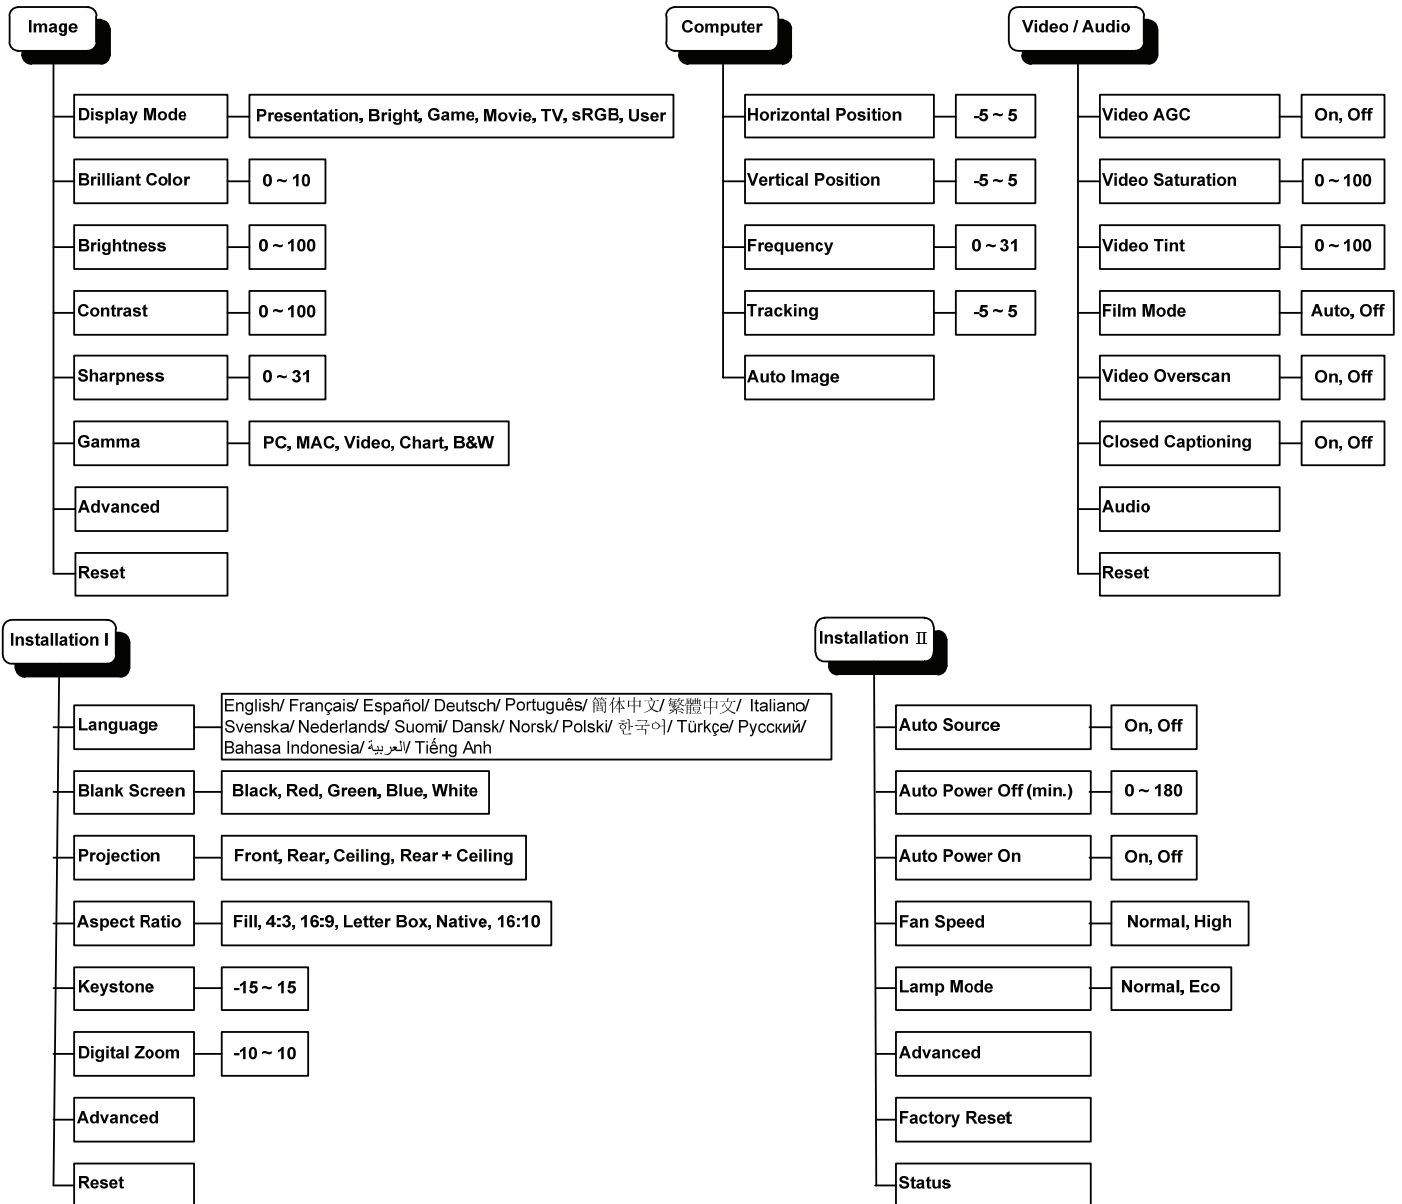 Image
Display Mode
Presentation, Bright, Game, Movie, TV, sRGB, User
Brilliant Color
0 ~ 10
Brightness
0 ~ 100
Contrast
0 ~ 100
Sharpness
0 ~ 31
Gamma
PC, MAC, Video, Chart, B&W
Advanced
Reset
Computer
Horizontal Position
-5 ~ 5
Vertical Position
-5 ~ 5
Frequency
0 ~ 31
Tracking
-5 ~ 5
Auto Image
Video / Audio
Video AGC
On, Off
Video Saturation
0 ~ 100
Video Tint
0 ~ 100
Film Mode
Auto, Off
Video Overscan
On, Off
Closed Captioning
On, Off
Audio
Reset
Installation I
Language
English/ Français/ Español/ Deutsch/ Português/ 簡体中文/ 繁體中文/ Italiano/
Svenska/ Nederlands/ Suomi/ Dansk/ Norsk/ Polski/ 한국어/ Türkçe/ Русский/
Bahasa Indonesia/ العربية/ Tiếng Anh
Blank Screen
Black, Red, Green, Blue, White
Projection
Front, Rear, Ceiling, Rear + Ceiling
Aspect Ratio
Fill, 4:3, 16:9, Letter Box, Native, 16:10
Keystone
-15 ~ 15
Digital Zoom
-10 ~ 10
Advanced
Reset
Installation Ⅱ
Auto Source
On, Off
Auto Power Off (min.)
0 ~ 180
Auto Power On
On, Off
Fan Speed
Normal, High
Lamp Mode
Normal, Eco
Advanced
Factory Reset
Status